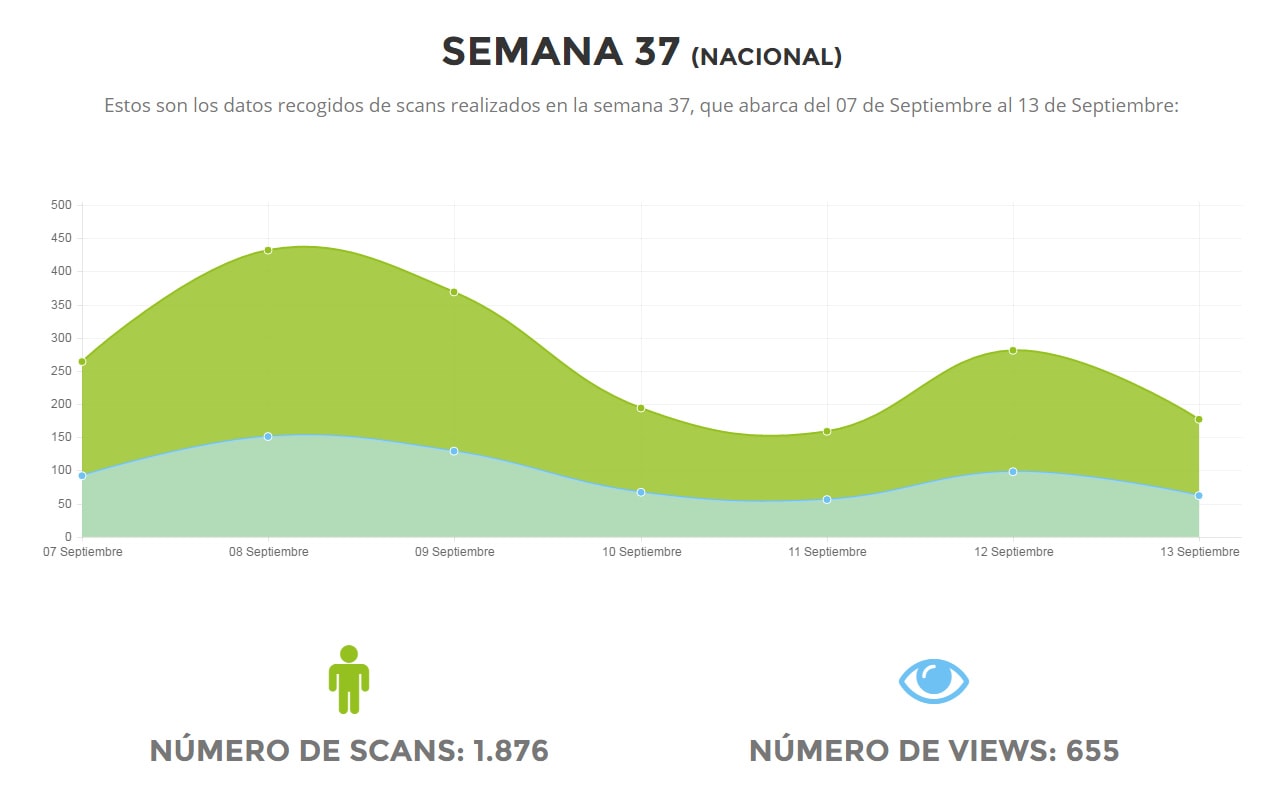 SEMANA 37 (NACIONAL)
Estos son los datos recogidos de scans realizados en la semana 37, que abarca del 07 de Septiembre al 13 de Septiembre:
500
450
400
350
300
250
200
150
100
50
0
07 Septiembre 08 Septiembre 09 Septiembre 10 Septiembre 11 Septiembre 12 Septiembre 13 Septiembre
NÚMERO DE SCANS: 1.876 NÚMERO DE VIEWS: 655